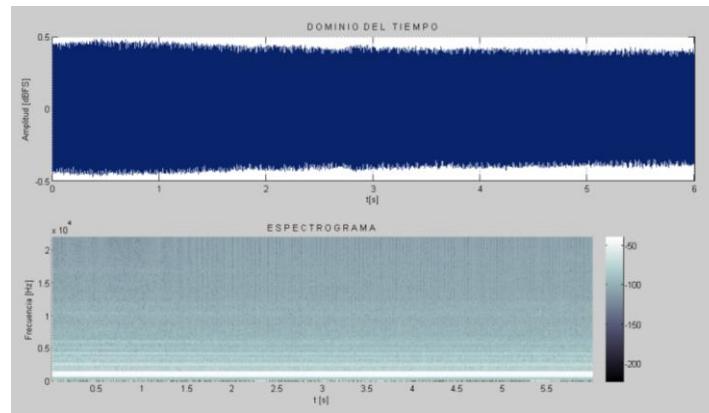 DOMINIO DEL TIEMPO
0.5
0
-0.5
Amplitud [dBFS]
0 1 2 3 4 5 6
t[s]
ESPECTROGRAMA
x 10^4
2
1.5
1
0.5
0
Frecuencia [Hz]
0.5 1 1.5 2 2.5 3 3.5 4 4.5 5 5.5
t [s]
-50
-100
-150
-200